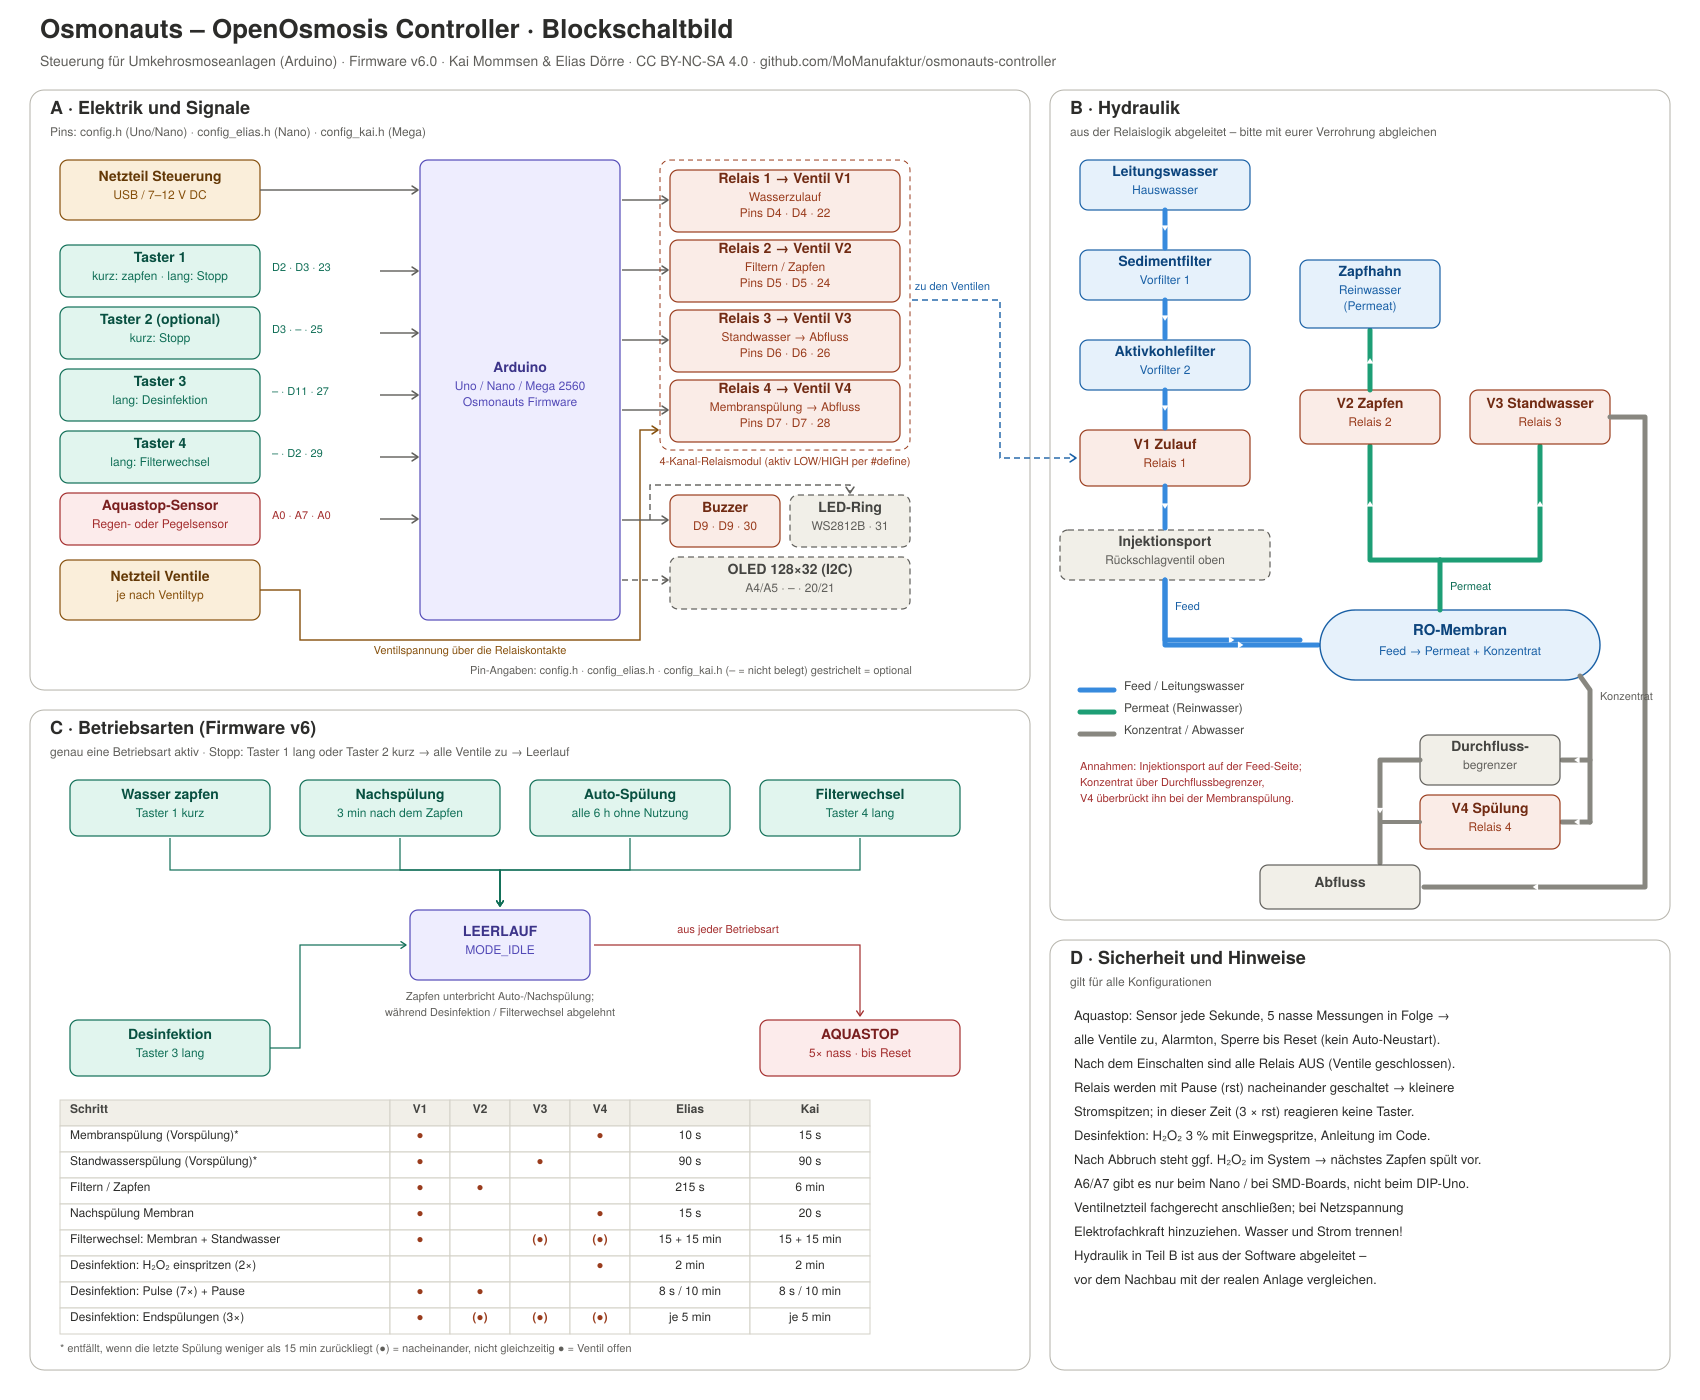 Osmonauts – OpenOsmosis Controller · Blockschaltbild
Steuerung für Umkehrosmoseanlagen (Arduino) · Firmware v6.0 · Kai Mommsen & Elias Dörre · CC BY-NC-SA 4.0 · github.com/MoManufaktur/osmonauts-controller
A · Elektrik und Signale
Pins: config.h (Uno/Nano) · config_elias.h (Nano) · config_kai.h (Mega)
Netzteil Steuerung
USB / 7–12 V DC
Taster 1
kurz: zapfen · lang: Stopp
D2 · D3 · 23
Taster 2 (optional)
kurz: Stopp
D3 · – · 25
Taster 3
lang: Desinfektion
– · D11 · 27
Taster 4
lang: Filterwechsel
– · D2 · 29
Aquastop-Sensor
Regen- oder Pegelsensor
A0 · A7 · A0
Netzteil Ventile
je nach Ventiltyp
Arduino
Uno / Nano / Mega 2560
Osmonauts Firmware
Relais 1 → Ventil V1
Wasserzulauf
Pins D4 · D4 · 22
Relais 2 → Ventil V2
Filtern / Zapfen
Pins D5 · D5 · 24
Relais 3 → Ventil V3
Standwasser → Abfluss
Pins D6 · D6 · 26
Relais 4 → Ventil V4
Membranspülung → Abfluss
Pins D7 · D7 · 28
4-Kanal-Relaismodul (aktiv LOW/HIGH per #define)
zu den Ventilen
Buzzer
D9 · D9 · 30
LED-Ring
WS2812B · 31
OLED 128×32 (I2C)
A4/A5 · – · 20/21
Ventilspannung über die Relaiskontakte
Pin-Angaben: config.h · config_elias.h · config_kai.h (– = nicht belegt) gestrichelt = optional
B · Hydraulik
aus der Relaislogik abgeleitet – bitte mit eurer Verrohrung abgleichen
Leitungswasser
Hauswasser
Sedimentfilter
Vorfilter 1
Aktivkohlefilter
Vorfilter 2
V1 Zulauf
Relais 1
Injektionsport
Rückschlagventil oben
Feed
Zapfhahn
Reinwasser
(Permeat)
V2 Zapfen
Relais 2
V3 Standwasser
Relais 3
Permeat
RO-Membran
Feed → Permeat + Konzentrat
Konzentrat
Feed / Leitungswasser
Permeat (Reinwasser)
Konzentrat / Abwasser
Annahmen: Injektionsport auf der Feed-Seite;
Konzentrat über Durchflussbegrenzer,
V4 überbrückt ihn bei der Membranspülung.
Durchfluss-
begrenzer
V4 Spülung
Relais 4
Abfluss
C · Betriebsarten (Firmware v6)
genau eine Betriebsart aktiv · Stopp: Taster 1 lang oder Taster 2 kurz → alle Ventile zu → Leerlauf
Wasser zapfen
Taster 1 kurz
Nachspülung
3 min nach dem Zapfen
Auto-Spülung
alle 6 h ohne Nutzung
Filterwechsel
Taster 4 lang
LEERLAUF
MODE_IDLE
aus jeder Betriebsart
Zapfen unterbricht Auto-/Nachspülung;
während Desinfektion / Filterwechsel abgelehnt
Desinfektion
Taster 3 lang
AQUASTOP
5× nass · bis Reset
Schritt V1 V2 V3 V4 Elias Kai
Membranspülung (Vorspülung)* ● ● 10 s 15 s
Standwasserspülung (Vorspülung)* ● ● 90 s 90 s
Filtern / Zapfen ● ● 215 s 6 min
Nachspülung Membran ● ● 15 s 20 s
Filterwechsel: Membran + Standwasser ● (●) (●) 15 + 15 min 15 + 15 min
Desinfektion: H₂O₂ einspritzen (2×) ● 2 min 2 min
Desinfektion: Pulse (7×) + Pause ● ● 8 s / 10 min 8 s / 10 min
Desinfektion: Endspülungen (3×) ● (●) (●) (●) je 5 min je 5 min
* entfällt, wenn die letzte Spülung weniger als 15 min zurückliegt (●) = nacheinander, nicht gleichzeitig ● = Ventil offen
D · Sicherheit und Hinweise
gilt für alle Konfigurationen
Aquastop: Sensor jede Sekunde, 5 nasse Messungen in Folge →
alle Ventile zu, Alarmton, Sperre bis Reset (kein Auto-Neustart).
Nach dem Einschalten sind alle Relais AUS (Ventile geschlossen).
Relais werden mit Pause (rst) nacheinander geschaltet → kleinere
Stromspitzen; in dieser Zeit (3 × rst) reagieren keine Taster.
Desinfektion: H₂O₂ 3 % mit Einwegspritze, Anleitung im Code.
Nach Abbruch steht ggf. H₂O₂ im System → nächstes Zapfen spült vor.
A6/A7 gibt es nur beim Nano / bei SMD-Boards, nicht beim DIP-Uno.
Ventilnetzteil fachgerecht anschließen; bei Netzspannung
Elektrofachkraft hinzuziehen. Wasser und Strom trennen!
Hydraulik in Teil B ist aus der Software abgeleitet –
vor dem Nachbau mit der realen Anlage vergleichen.